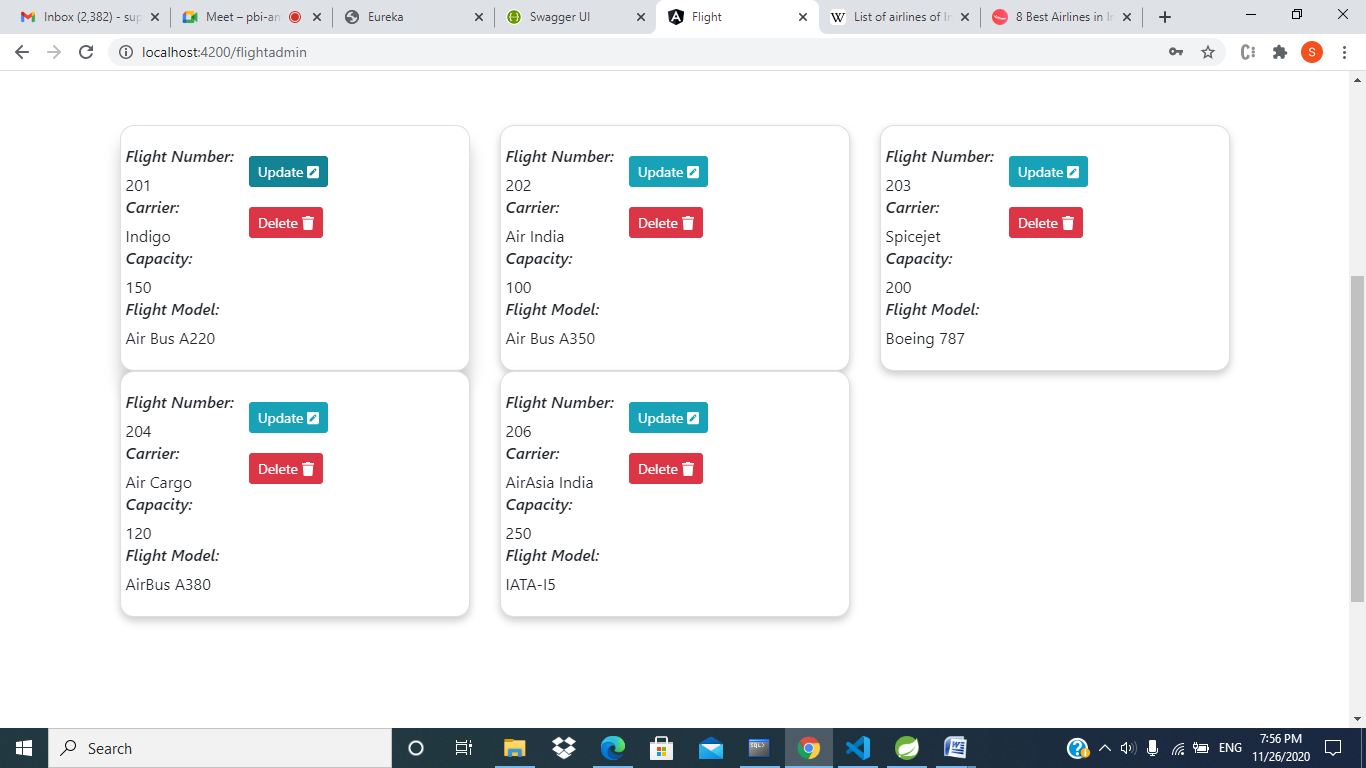 Inbox (2,382) - sup
Meet – pbi-an
Eureka
Swagger UI
Flight
List of airlines of In
8 Best Airlines in In
localhost:4200/flightadmin
S
Flight Number:
Update
201
Carrier:
Delete
Indigo
Capacity:
150
Flight Model:
Air Bus A220
Flight Number:
Update
202
Carrier:
Delete
Air India
Capacity:
100
Flight Model:
Air Bus A350
Flight Number:
Update
203
Carrier:
Delete
Spicejet
Capacity:
200
Flight Model:
Boeing 787
Flight Number:
Update
204
Carrier:
Delete
Air Cargo
Capacity:
120
Flight Model:
AirBus A380
Flight Number:
Update
206
Carrier:
Delete
AirAsia India
Capacity:
250
Flight Model:
IATA-I5
Search
SQL>
ENG
7:56 PM
11/26/2020